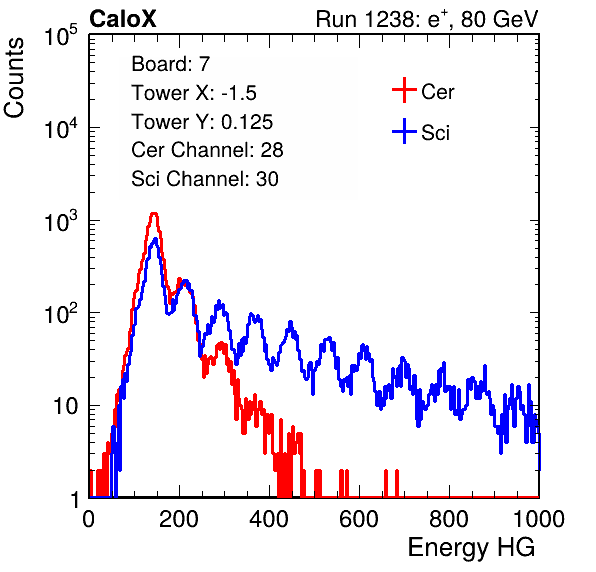 CaloX Run 1238: e⁺, 80 GeV
Counts
Board: 7
Tower X: -1.5
Tower Y: 0.125
Cer Channel: 28
Sci Channel: 30
Cer
Sci
10⁵
10⁴
10³
10²
10
1
0 200 400 600 800 1000
Energy HG